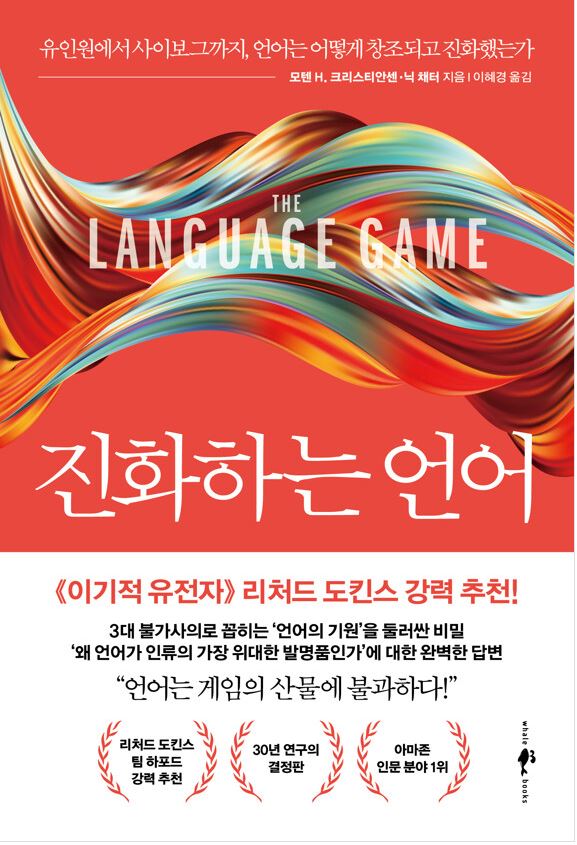 유인원에서 사이보그까지, 언어는 어떻게 창조되고 진화했는가
모텐 H. 크리스티안센·닉 채터 지음 | 이혜경 옮김
THE
LANGUAGE GAME
진화하는 언어
《이기적 유전자》 리처드 도킨스 강력 추천!
3대 불가사의로 꼽히는 ‘언어의 기원’을 둘러싼 비밀
‘왜 언어가 인류의 가장 위대한 발명품인가’에 대한 완벽한 답변
“언어는 게임의 산물에 불과하다!”
리처드 도킨스
팀 하포드
강력 추천
30년 연구의
결정판
아마존
인문 분야 1위
whale books